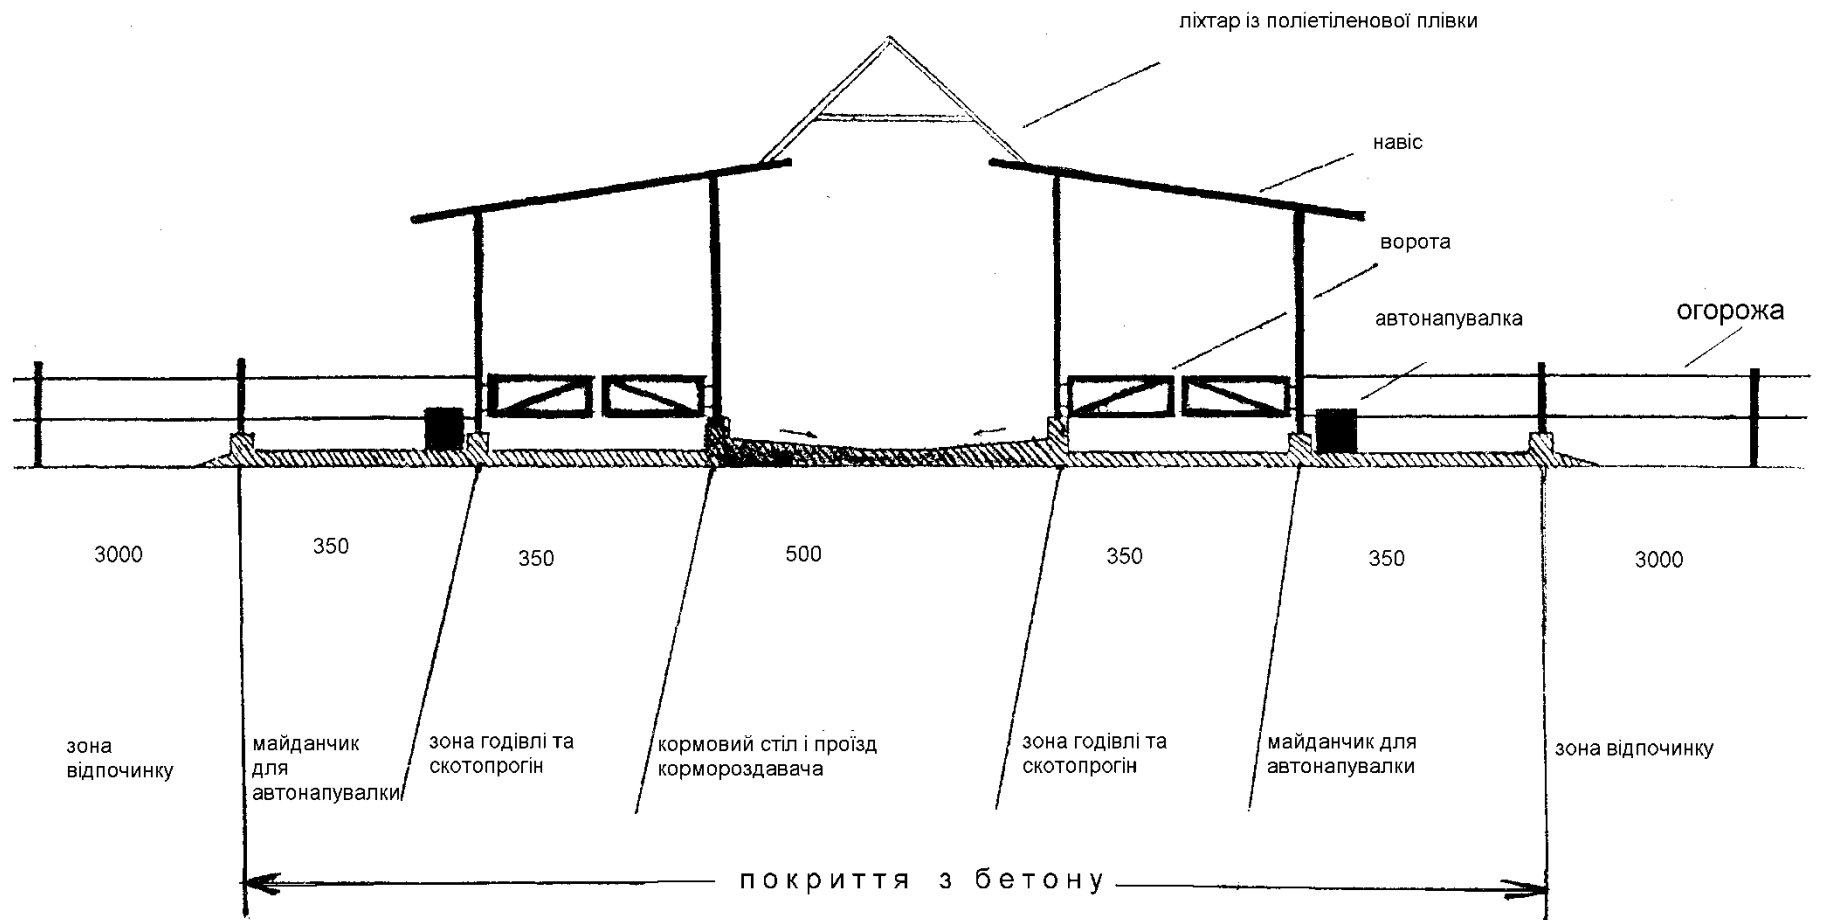 ліхтар із поліетіленової плівки
навіс
ворота
автонапувалка
огорожа
3000
350
350
500
350
350
3000
зона
відпочинку
майданчик
для
автонапувалки
зона годівлі та
скотопрогін
кормовий стіл і проїзд
кормороздавача
зона годівлі та
скотопрогін
майданчик для
автонапувалки
зона відпочинку
покриття з бетону